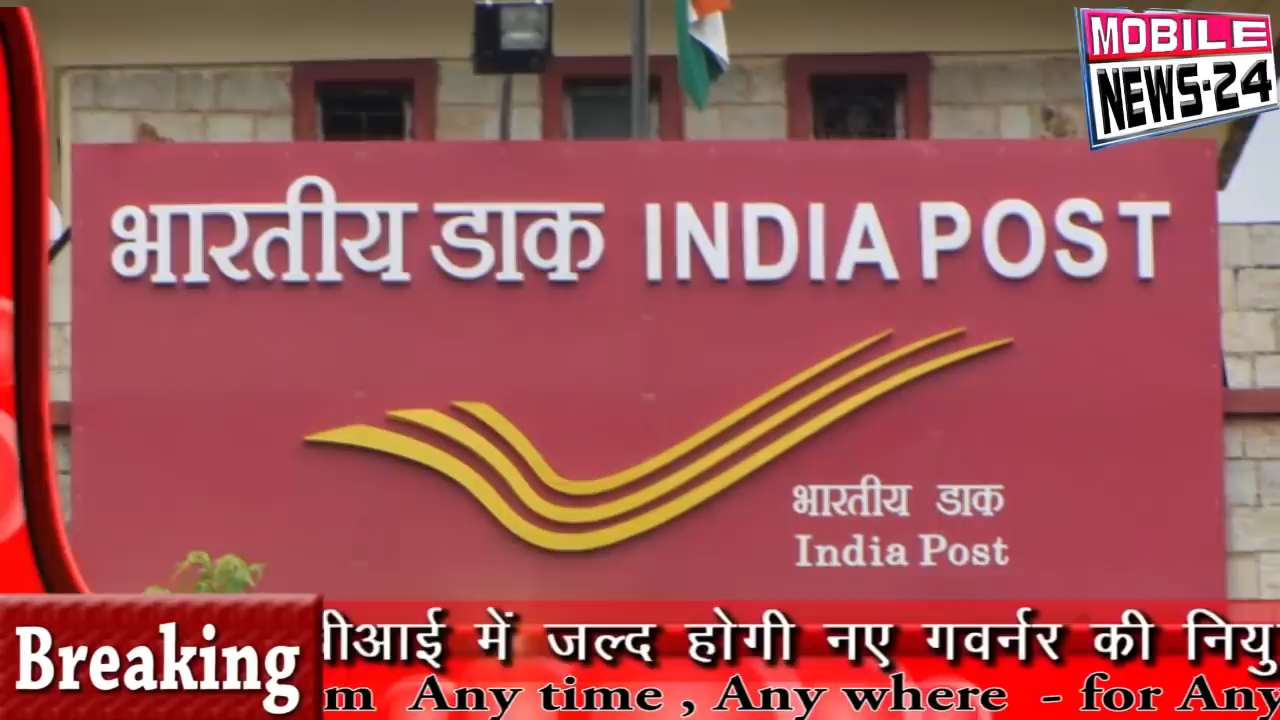 MOBILE
NEWS-24
भारतीय डाक INDIA POST
भारतीय डाक
India Post
Breaking
में जल्द होगी नए गवर्नर की
Any time , Any where - for Any